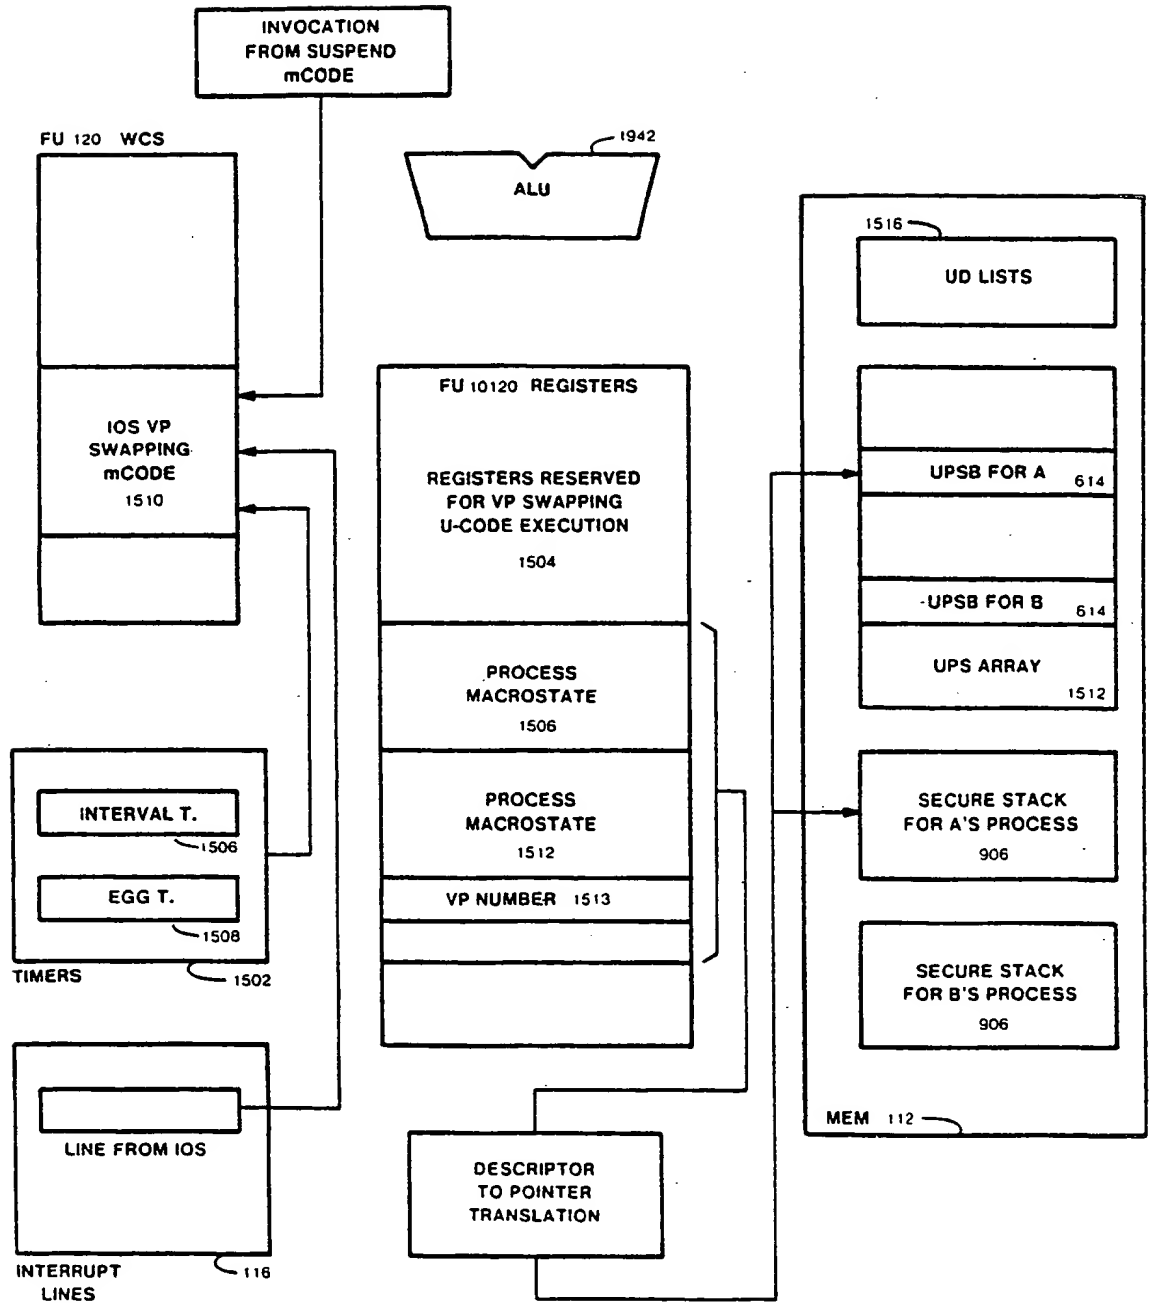 INVOCATION
FROM SUSPEND
mCODE
FU 120 WCS
1942
ALU
1516
UD LISTS
IOS VP
SWAPPING
mCODE
1510
FU 10120 REGISTERS
REGISTERS RESERVED
FOR VP SWAPPING
U-CODE EXECUTION
1504
UPSB FOR A 614
UPSB FOR B 614
UPS ARRAY
1512
PROCESS
MACROSTATE
1506
PROCESS
MACROSTATE
1512
VP NUMBER 1513
INTERVAL T.
1506
EGG T.
1508
TIMERS
1502
SECURE STACK
FOR A'S PROCESS
906
SECURE STACK
FOR B'S PROCESS
906
MEM 112
LINE FROM IOS
INTERRUPT
LINES
116
DESCRIPTOR
TO POINTER
TRANSLATION